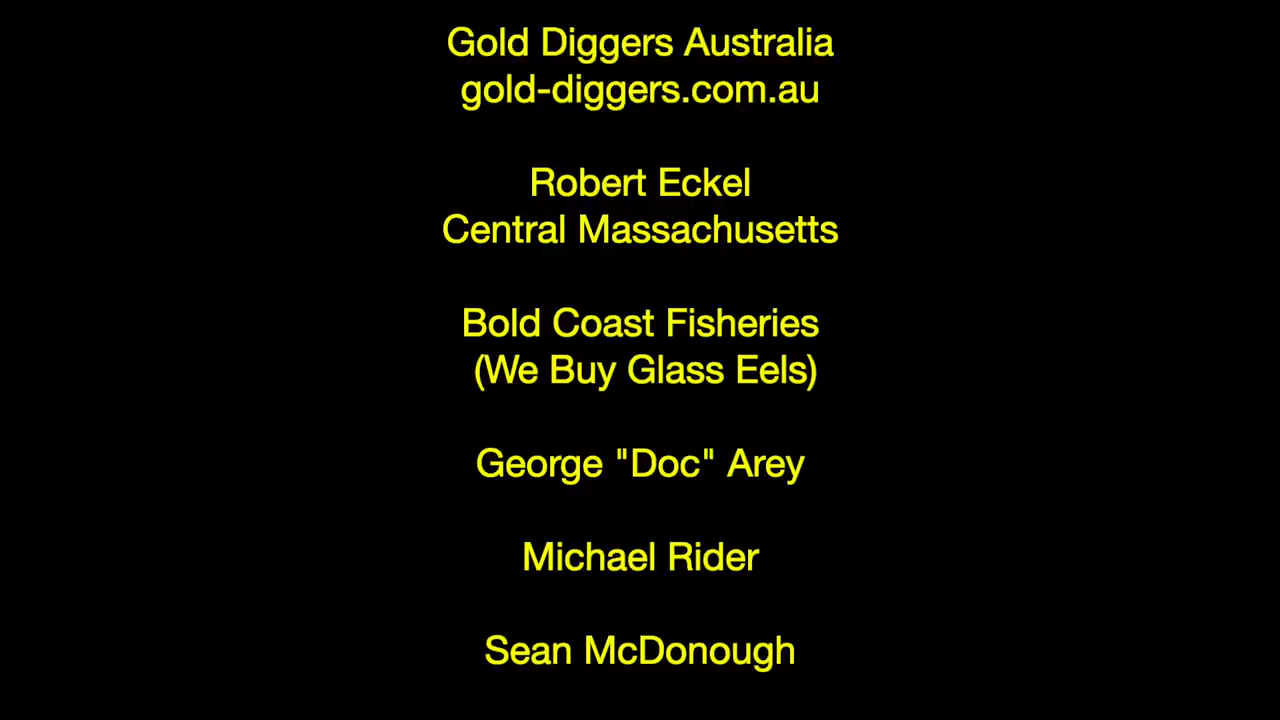 Gold Diggers Australia
gold-diggers.com.au
Robert Eckel
Central Massachusetts
Bold Coast Fisheries
(We Buy Glass Eels)
George "Doc" Arey
Michael Rider
Sean McDonough